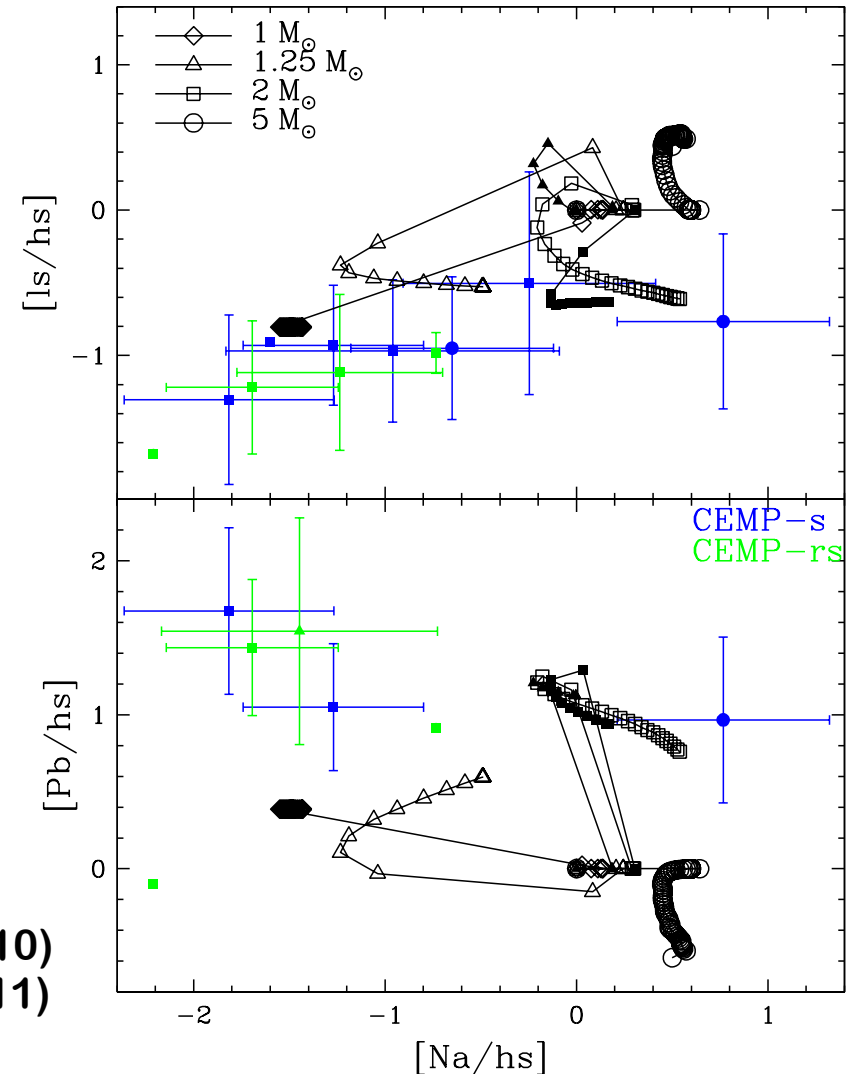 1 M☉
1.25 M☉
2 M☉
5 M☉
1
0
−1
[ls/hs]
CEMP−s
CEMP−rs
2
1
0
[Pb/hs]
10)
11)
−2 −1 0 1
[Na/hs]